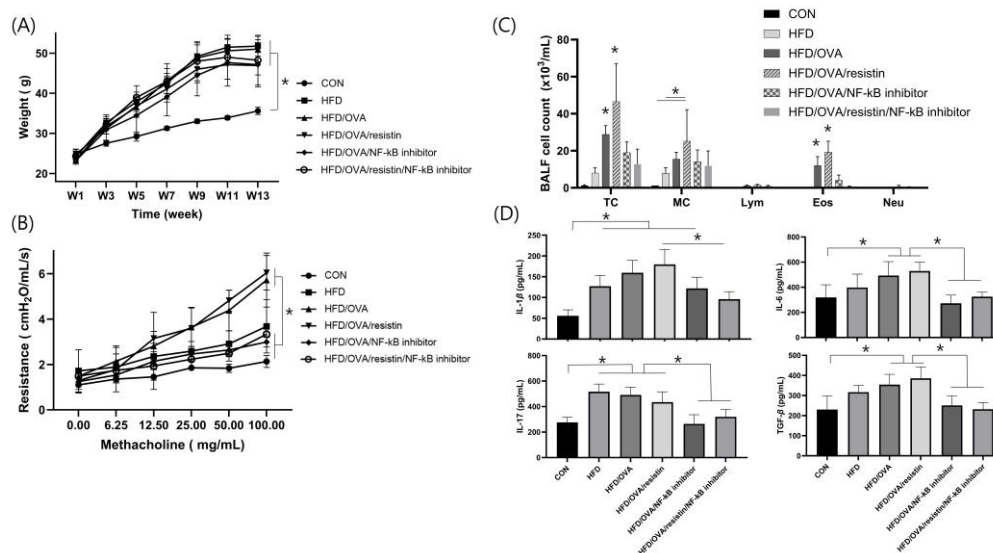 (A)
Weight (g)
60
50
40
30
20
W1 W3 W5 W7 W9 W11 W13
Time (week)
*
CON
HFD
HFD/OVA
HFD/OVA/resistin
HFD/OVA/NF-kB inhibitor
HFD/OVA/resistin/NF-kB inhibitor
(B)
Resistance (cmH2O/mL/s)
6
4
2
0
0.00 6.25 12.50 25.00 50.00 100.00
Methacholine ( mg/mL)
*
CON
HFD
HFD/OVA
HFD/OVA/resistin
HFD/OVA/NF-kB inhibitor
HFD/OVA/resistin/NF-kB inhibitor
(C)
CON
HFD
HFD/OVA
HFD/OVA/resistin
HFD/OVA/NF-kB inhibitor
HFD/OVA/resistin/NF-kB inhibitor
BALF cell count (x10³/mL)
80
60
40
20
0
* * * * *
TC MC Lym Eos Neu
(D)
IL-1β (pg/mL)
250
200
150
100
50
0
* *
IL-6 (pg/mL)
800
600
400
200
0
* *
IL-17 (pg/mL)
800
600
400
200
0
* *
CON HFD HFD/OVA HFD/OVA/resistin HFD/OVA/NF-kB inhibitor HFD/OVA/resistin/NF-kB inhibitor
TGF-β (pg/mL)
500
400
300
200
100
0
* *
CON HFD HFD/OVA HFD/OVA/resistin HFD/OVA/NF-kB inhibitor HFD/OVA/resistin/NF-kB inhibitor